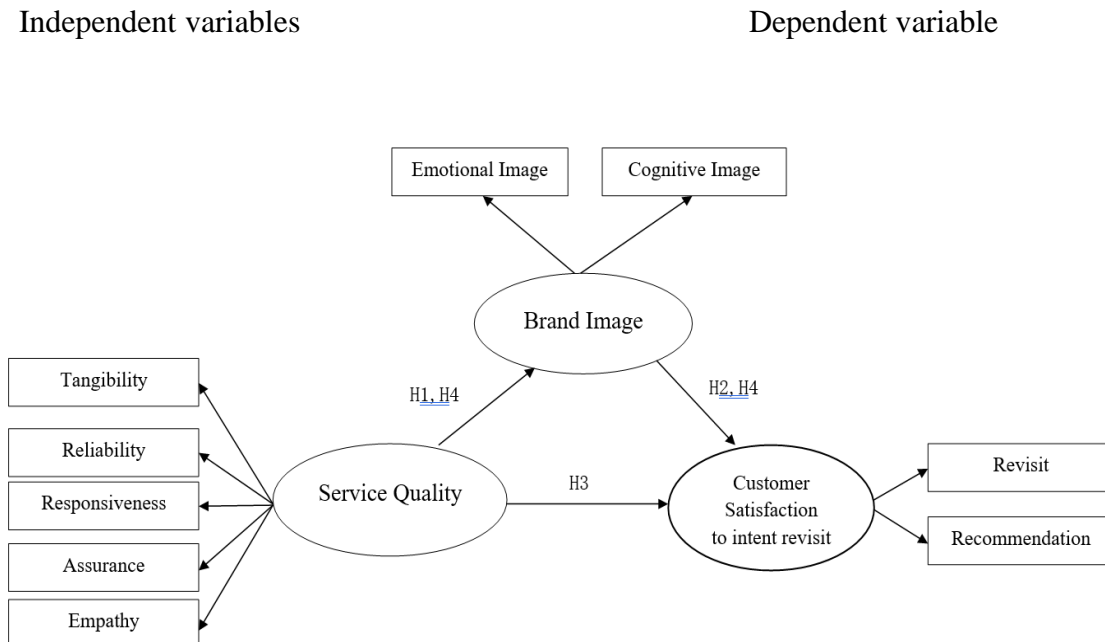 Independent variables
Dependent variable
Emotional Image
Cognitive Image
Brand Image
Tangibility
H1,H4
H2,H4
Reliability
Responsiveness
Service Quality
H3
Customer
Satisfaction
to intent revisit
Revisit
Recommendation
Assurance
Empathy